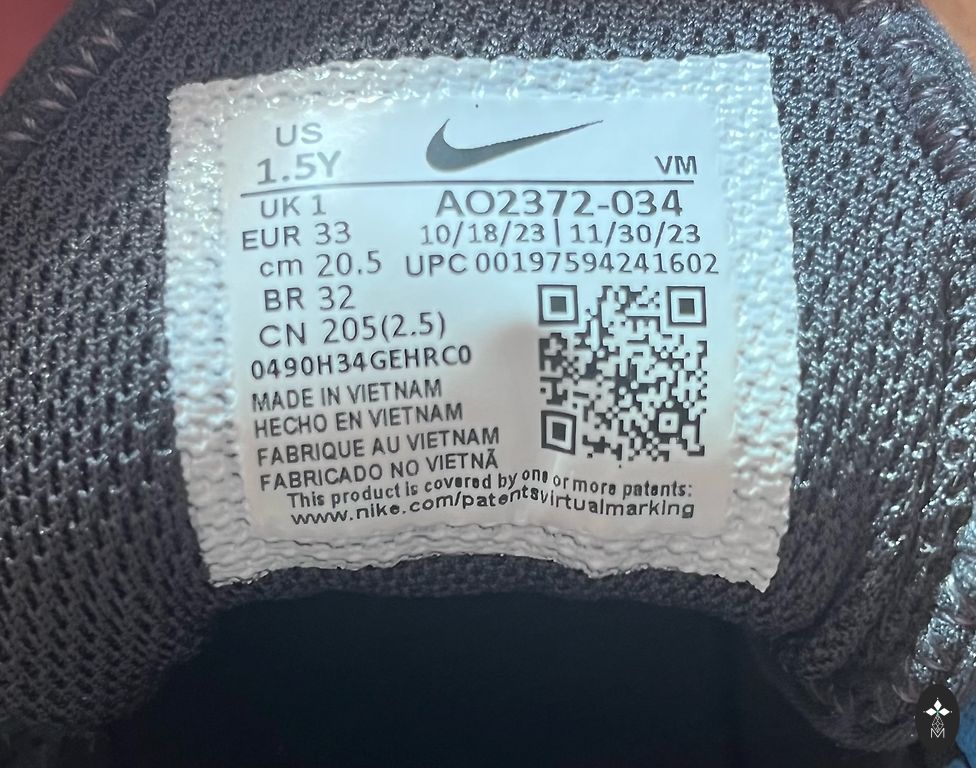 US
1.5Y
VM
UK 1
AO2372-034
EUR 33
10/18/23 | 11/30/23
cm 20.5
UPC 00197594241602
BR 32
CN 205(2.5)
0490H34GEHRC0
MADE IN VIETNAM
HECHO EN VIETNAM
FABRIQUE AU VIETNAM
FABRICADO NO VIETNÃ
This product is covered by one or more patents:
www.nike.com/patentsvirtualmarking
M